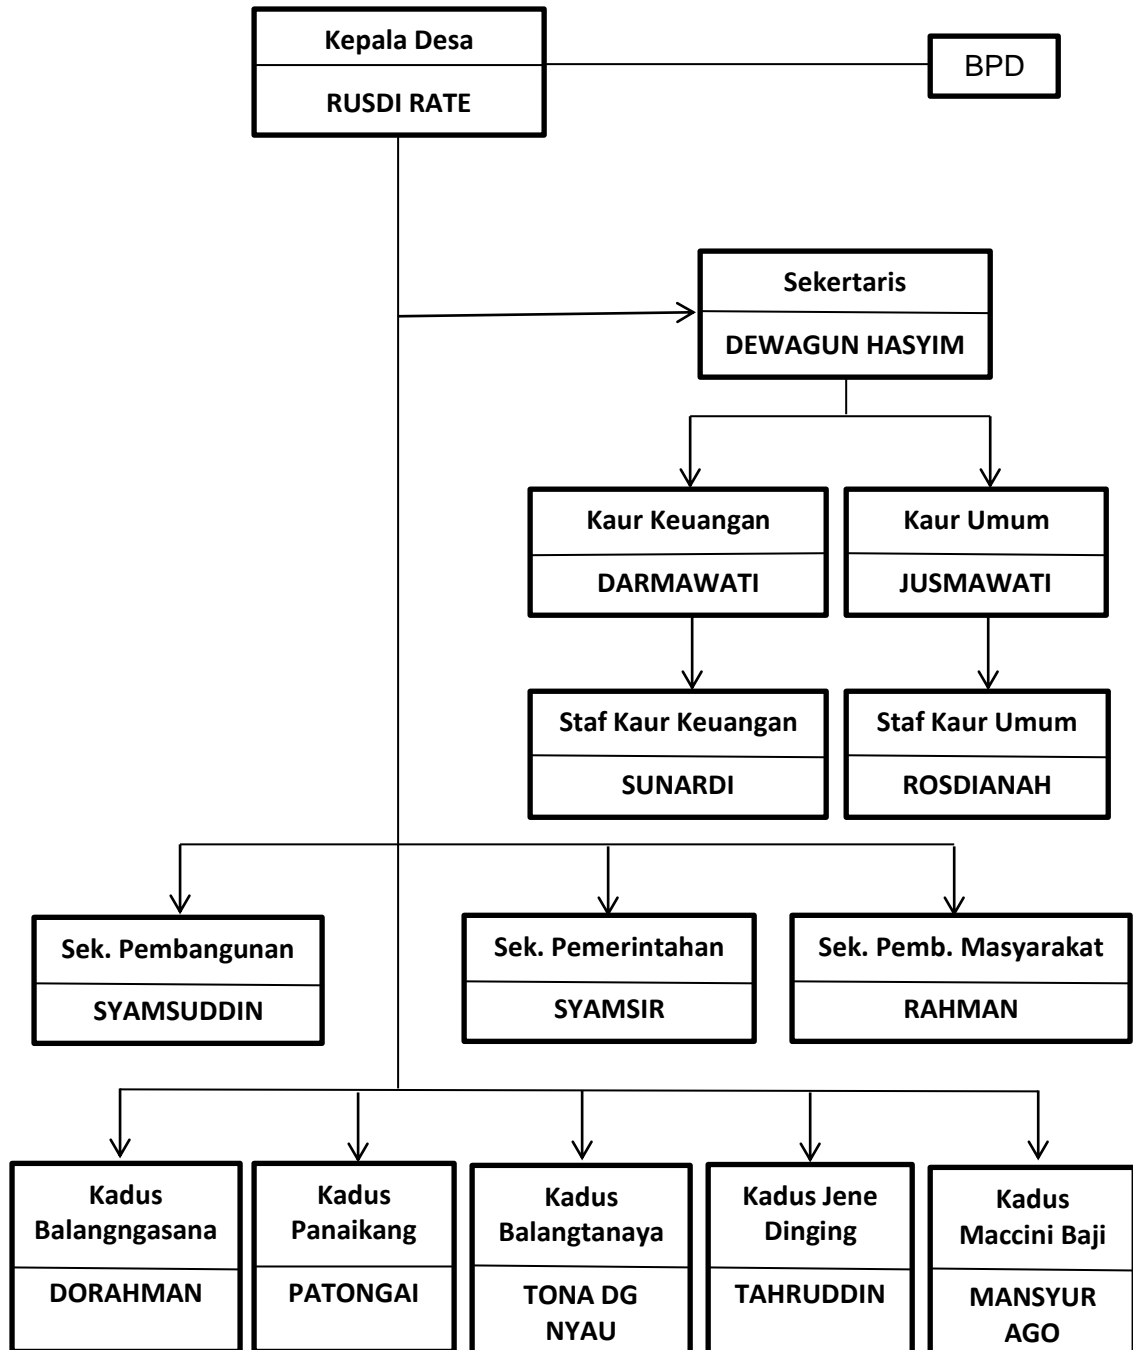 Kepala Desa
RUSDI RATE
BPD
Sekertaris
DEWAGUN HASYIM
Kaur Keuangan
DARMAWATI
Kaur Umum
JUSMAWATI
Staf Kaur Keuangan
SUNARDI
Staf Kaur Umum
ROSDIANAH
Sek. Pembangunan
SYAMSUDDIN
Sek. Pemerintahan
SYAMSIR
Sek. Pemb. Masyarakat
RAHMAN
Kadus
Balangngasana
DORAHMAN
Kadus
Panaikang
PATONGAI
Kadus
Balangtanaya
TONA DG
NYAU
Kadus Jene
Dinging
TAHRUDDIN
Kadus
Maccini Baji
MANSYUR
AGO